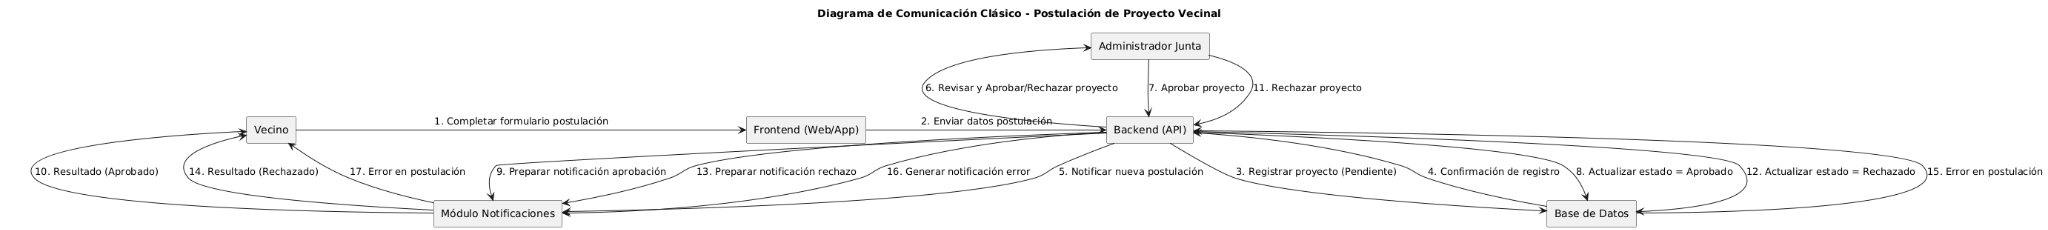 Diagrama de Comunicación Clásico - Postulación de Proyecto Vecinal
Administrador Junta
6. Revisar y Aprobar/Rechazar proyecto
7. Aprobar proyecto
11. Rechazar proyecto
Vecino
1. Completar formulario postulación
Frontend (Web/App)
2. Enviar datos postulación
Backend (API)
10. Resultado (Aprobado)
14. Resultado (Rechazado)
17. Error en postulación
9. Preparar notificación aprobación
13. Preparar notificación rechazo
16. Generar notificación error
5. Notificar nueva postulación
3. Registrar proyecto (Pendiente)
4. Confirmación de registro
8. Actualizar estado = Aprobado
12. Actualizar estado = Rechazado
15. Error en postulación
Módulo Notificaciones
Base de Datos